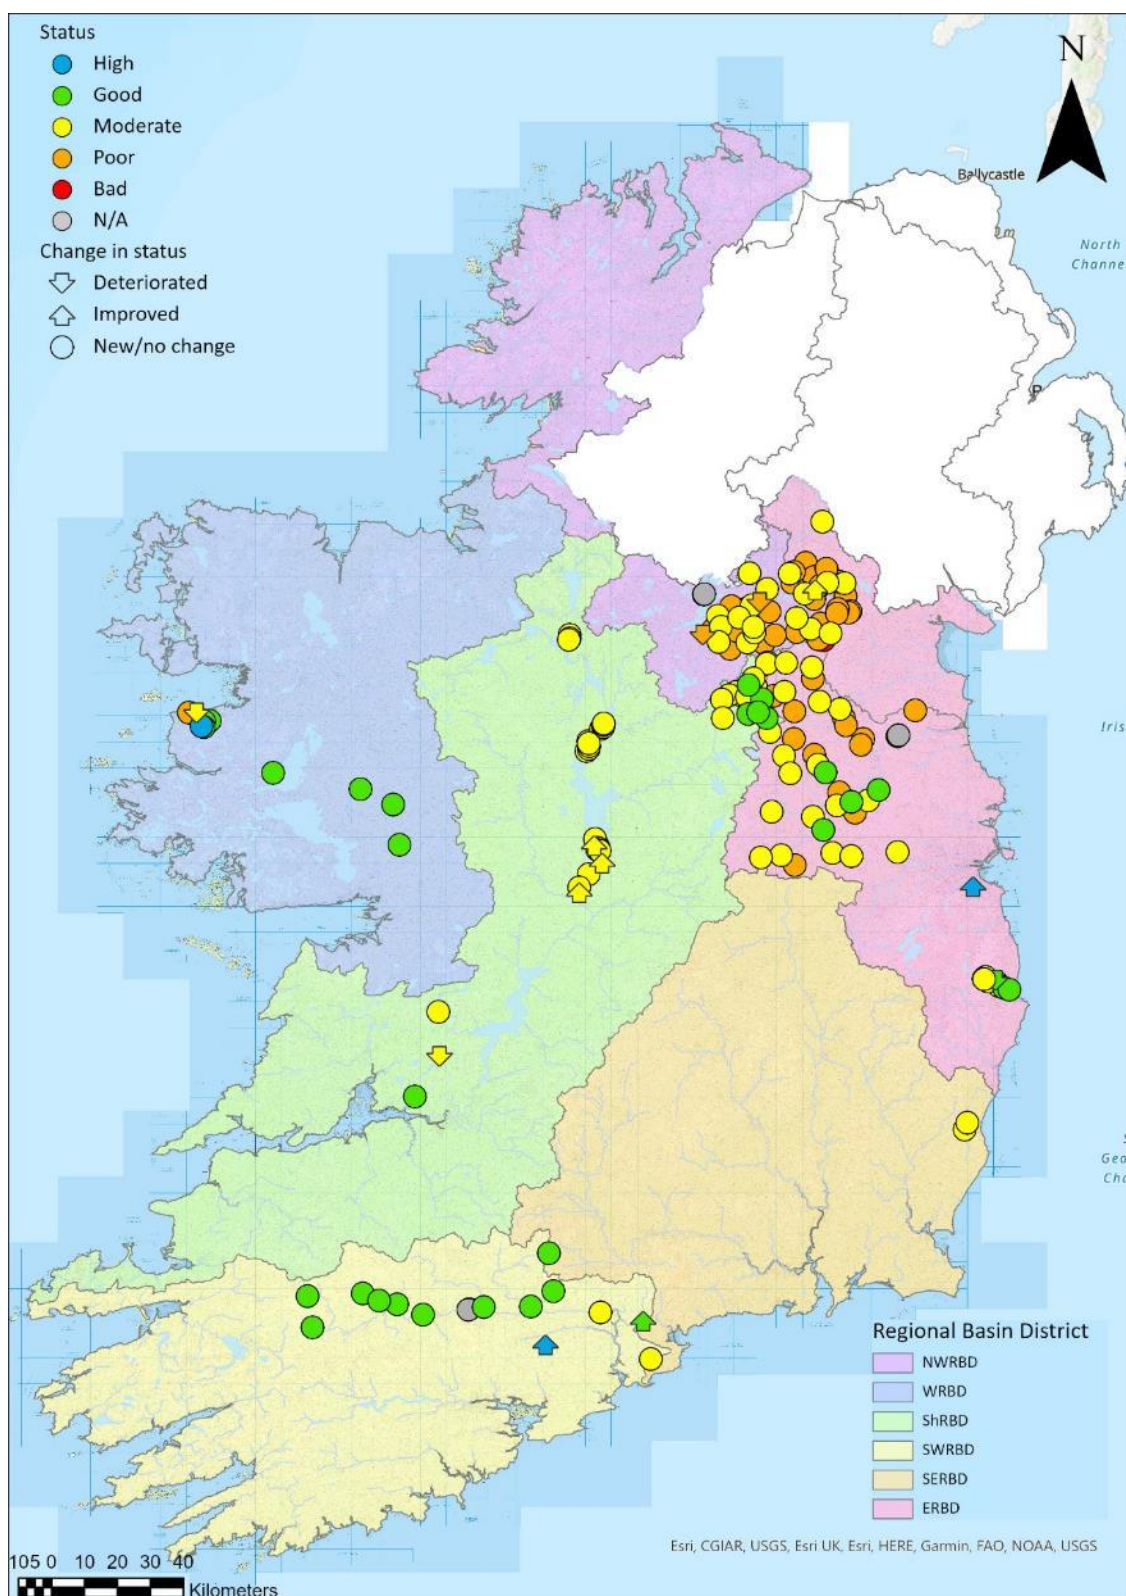 Status
High
Good
Moderate
Poor
Bad
N/A
Change in status
Deteriorated
Improved
New/no change
N
Ballycastle
North
Channe
Iris
Geo
Cha
Regional Basin District
NWRBD
WRBD
ShRBD
SWRBD
SERBD
ERBD
Esri, CGIAR, USGS, Esri UK, Esri, HERE, Garmin, FAO, NOAA, USGS
105 0 10 20 30 40
Kilometers